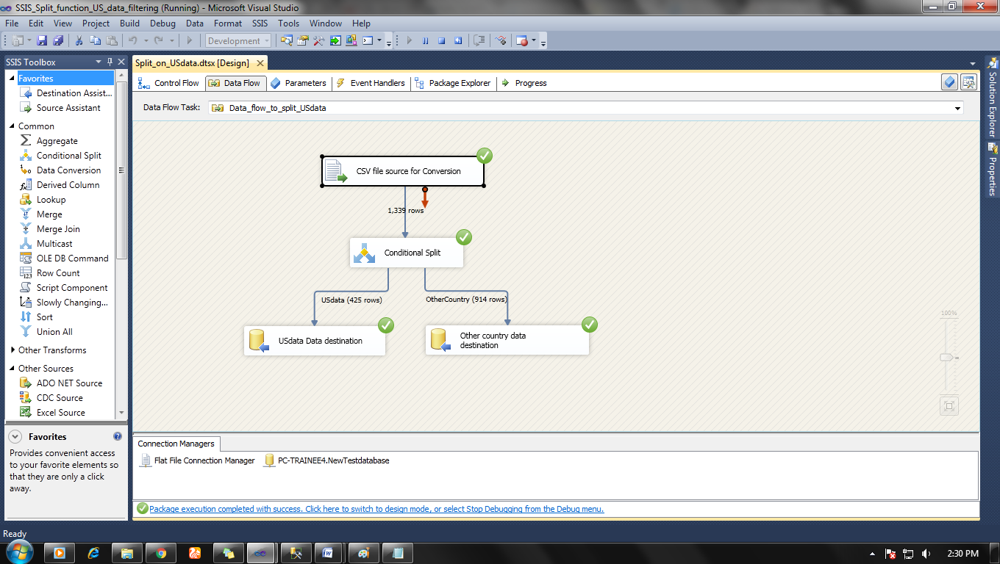 SSIS_Split_function_US_data_filtering (Running) - Microsoft Visual Studio
File Edit View Project Build Debug Data Format SSIS Tools Window Help
Development
SSIS Toolbox
Favorites
Destination Assist...
Source Assistant
Common
Aggregate
Conditional Split
Data Conversion
Derived Column
Lookup
Merge
Merge Join
Multicast
OLE DB Command
Row Count
Script Component
Slowly Changing...
Sort
Union All
Other Transforms
Other Sources
ADO NET Source
CDC Source
Excel Source
Favorites
Provides convenient access
to your favorite elements so
that they are only a click
away.
Split_on_USdata.dtsx [Design]
Control Flow Data Flow Parameters Event Handlers Package Explorer Progress
Data Flow Task: Data_flow_to_split_USdata
CSV file source for Conversion
1,339 rows
Conditional Split
USdata (425 rows)
OtherCountry (914 rows)
USdata Data destination
Other country data
destination
100%
Connection Managers
Flat File Connection Manager
PC-TRAINEE4.NewTestdatabase
Package execution completed with success. Click here to switch to design mode, or select Stop Debugging from the Debug menu.
Solution Explorer
Properties
Ready
2:30 PM